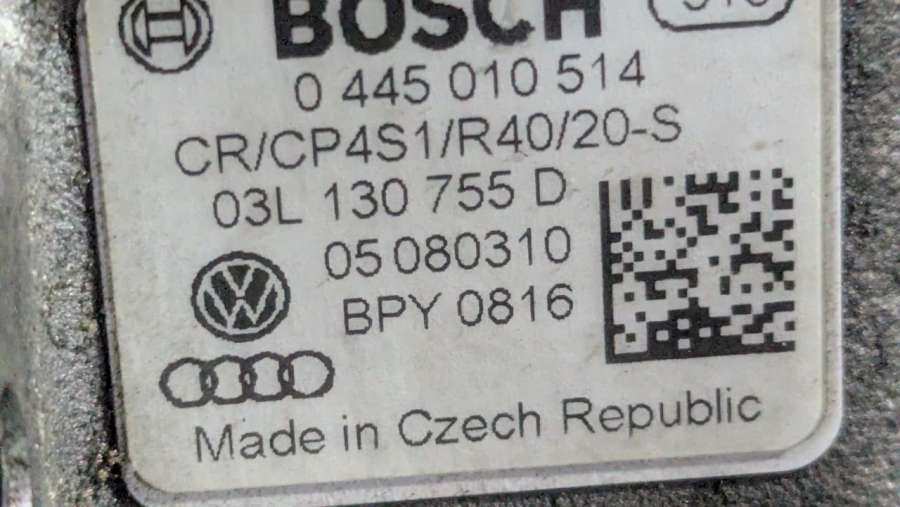 BOSCH
0 445 010 514
CR/CP4S1/R40/20-S
03L 130 755 D
05 080310
BPY 0816
Made in Czech Republic